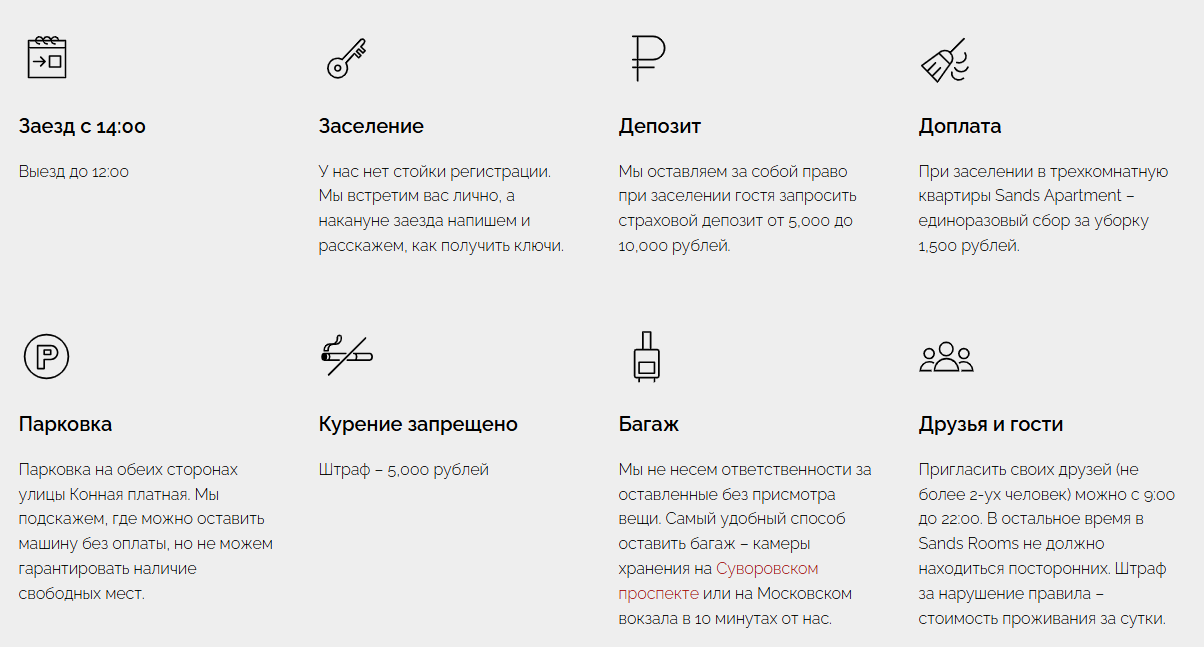 Заезд с 14:00
Выезд до 12:00
Заселение
У нас нет стойки регистрации.
Мы встретим вас лично, а
накануне заезда напишем и
расскажем, как получить ключи.
Депозит
Мы оставляем за собой право
при заселении гостя запросить
страховой депозит от 5,000 до
10,000 рублей.
Доплата
При заселении в трехкомнатную
квартиры Sands Apartment –
единоразовый сбор за уборку
1,500 рублей.
Парковка
Парковка на обеих сторонах
улицы Конная платная. Мы
подскажем, где можно оставить
машину без оплаты, но не можем
гарантировать наличие
свободных мест.
Курение запрещено
Штраф – 5,000 рублей
Багаж
Мы не несем ответственности за
оставленные без присмотра
вещи. Самый удобный способ
оставить багаж – камеры
хранения на Суворовском
проспекте или на Московском
вокзала в 10 минутах от нас.
Друзья и гости
Пригласить своих друзей (не
более 2-ух человек) можно с 9:00
до 22:00. В остальное время в
Sands Rooms не должно
находиться посторонних. Штраф
за нарушение правила –
стоимость проживания за сутки.